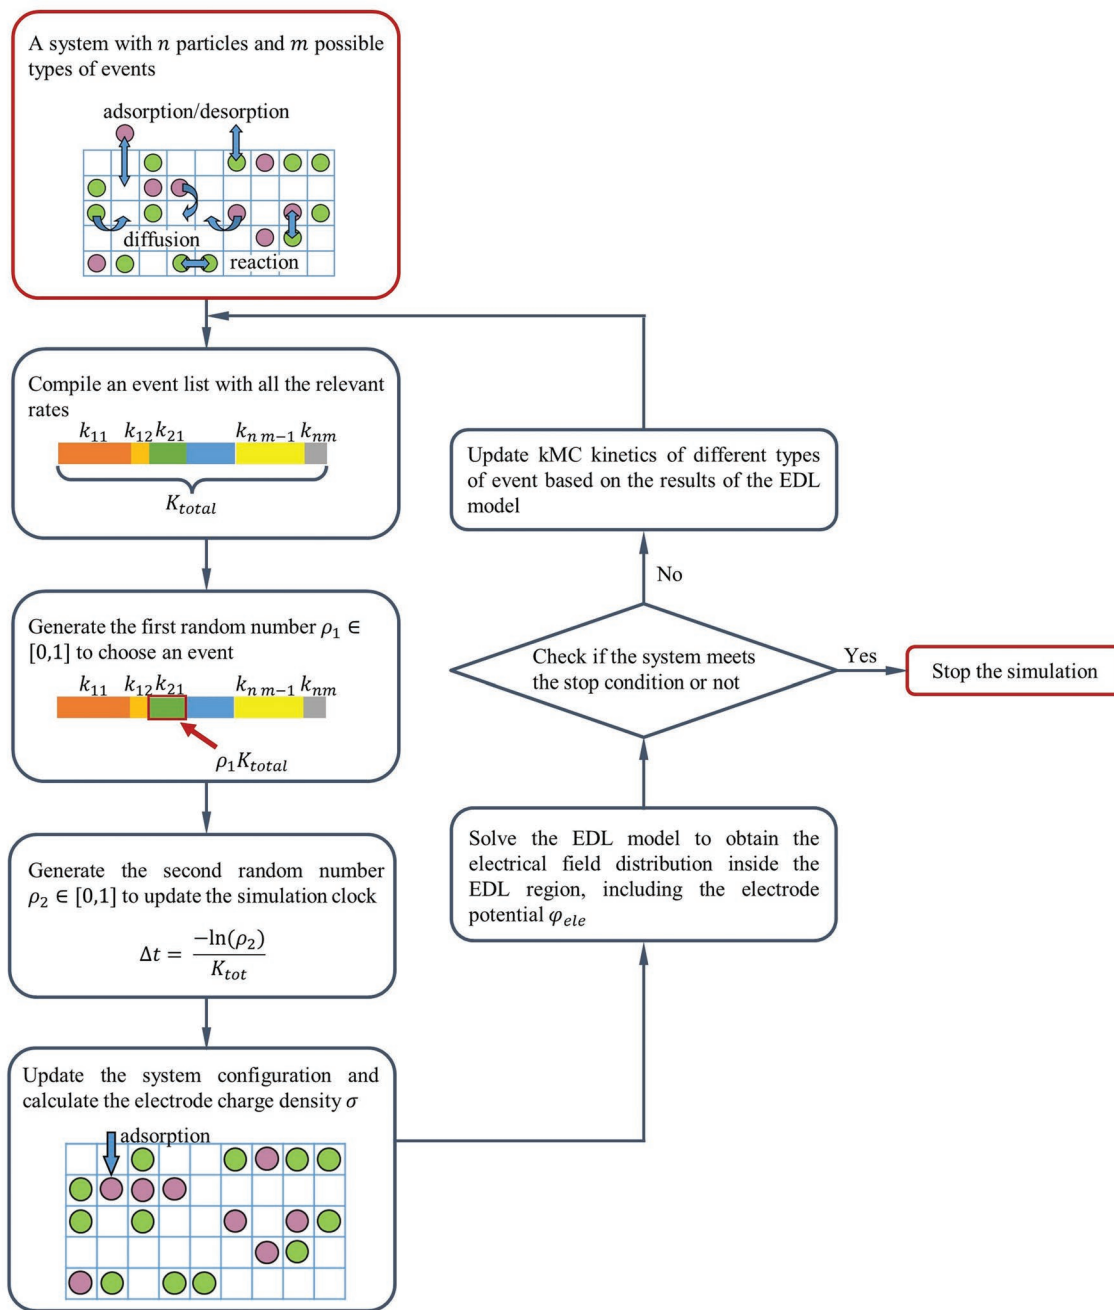 A system with n particles and m possible
types of events
adsorption/desorption
diffusion
reaction
Compile an event list with all the relevant
rates
k₁₁ k₁₂ k₂₁ kₙ ₘ₋₁ kₙₘ
K_total
Generate the first random number ρ₁ ∈
[0,1] to choose an event
k₁₁ k₁₂ k₂₁ kₙ ₘ₋₁ kₙₘ
ρ₁K_total
Generate the second random number
ρ₂ ∈ [0,1] to update the simulation clock
Δt = −ln(ρ₂)
K_tot
Update the system configuration and
calculate the electrode charge density σ
adsorption
Solve the EDL model to obtain the
electrical field distribution inside the
EDL region, including the electrode
potential φ_ele
Check if the system meets
the stop condition or not
Yes
Stop the simulation
No
Update kMC kinetics of different types
of event based on the results of the EDL
model